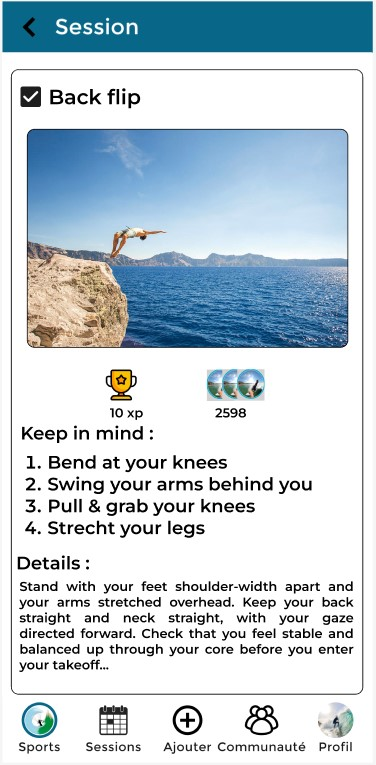 Session
Back flip
10 xp
2598
Keep in mind :
1. Bend at your knees
2. Swing your arms behind you
3. Pull & grab your knees
4. Strecht your legs
Details :
Stand with your feet shoulder-width apart and
your arms stretched overhead. Keep your back
straight and neck straight, with your gaze
directed forward. Check that you feel stable and
balanced up through your core before you enter
your takeoff...
Sports Sessions Ajouter Communauté Profil